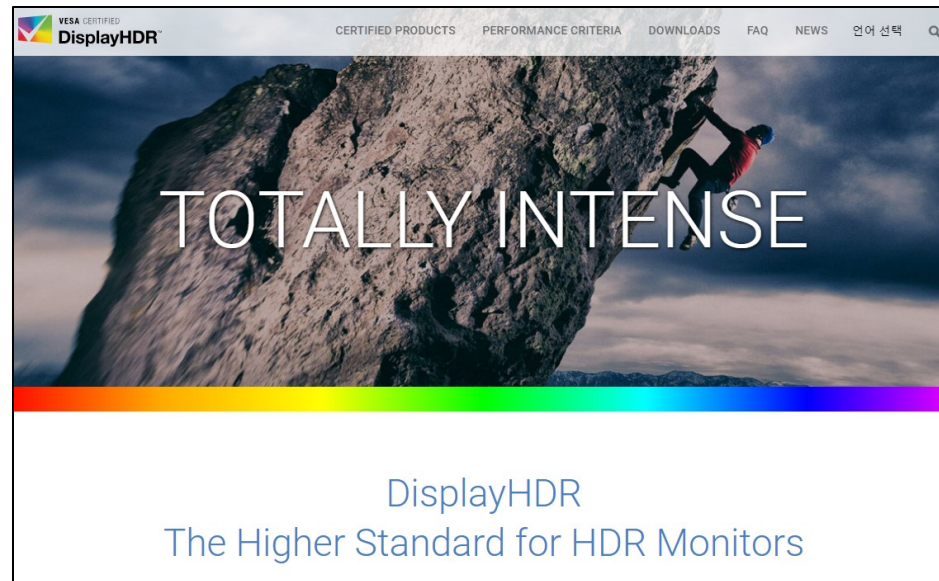 VESA CERTIFIED
DisplayHDR™
CERTIFIED PRODUCTS PERFORMANCE CRITERIA DOWNLOADS FAQ NEWS 언어 선택
TOTALLY INTENSE
DisplayHDR
The Higher Standard for HDR Monitors